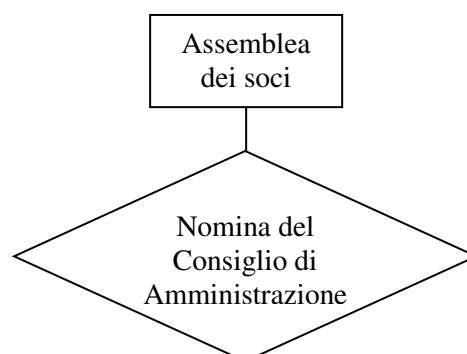 Assemblea
dei soci
Nomina del
Consiglio di
Amministrazione